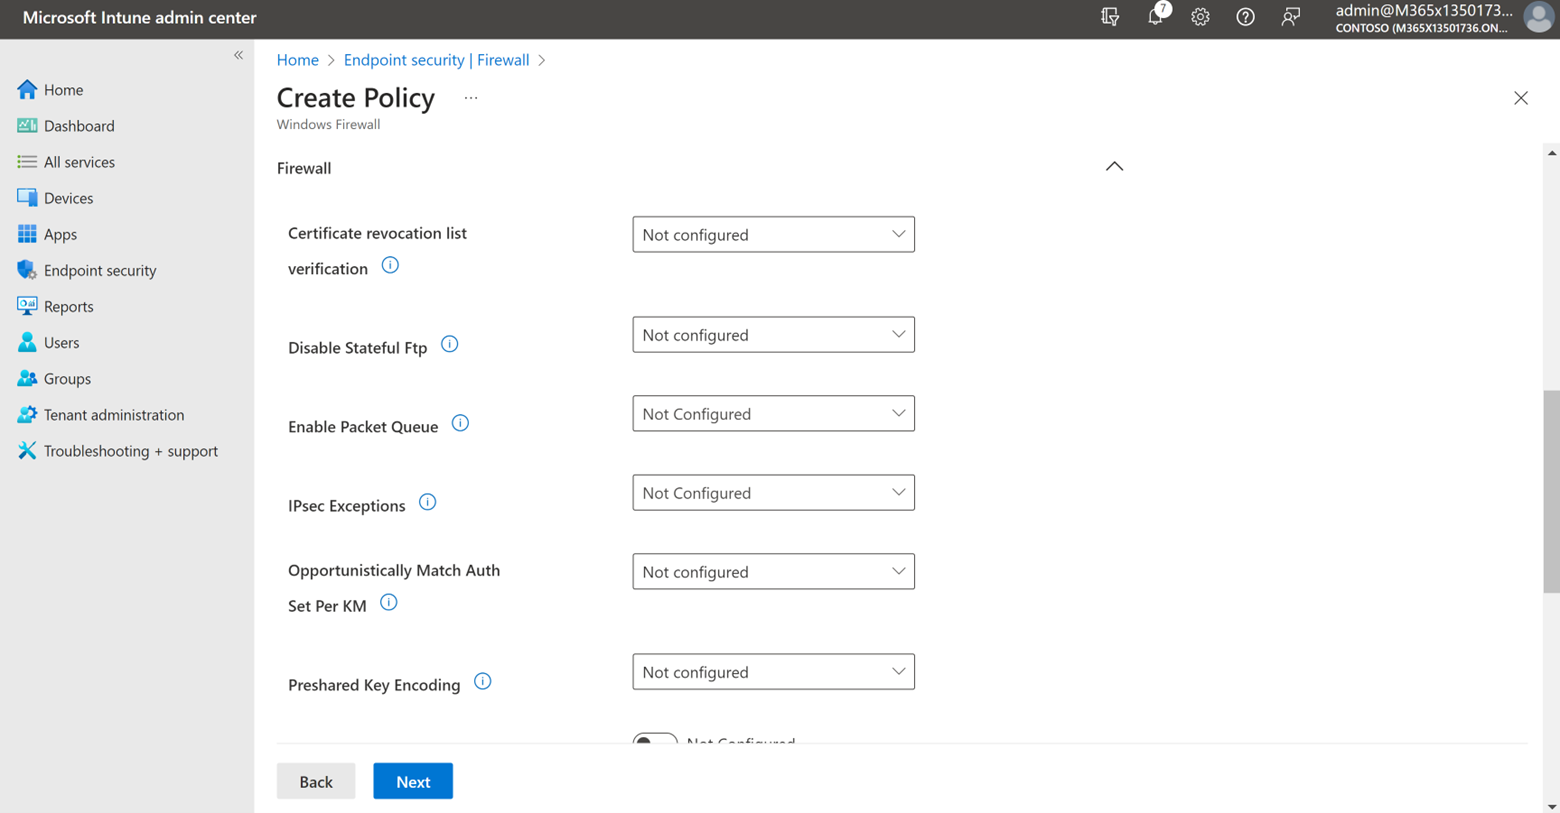 Microsoft Intune admin center
7
admin@M365x1350173...
CONTOSO (M365X13501736.ON...
Home
Dashboard
All services
Devices
Apps
Endpoint security
Reports
Users
Groups
Tenant administration
Troubleshooting + support
Home > Endpoint security | Firewall >
Create Policy ...
Windows Firewall
Firewall
Certificate revocation list
verification
Not configured
Disable Stateful Ftp
Not configured
Enable Packet Queue
Not Configured
IPsec Exceptions
Not Configured
Opportunistically Match Auth
Set Per KM
Not configured
Preshared Key Encoding
Not configured
Not Configured
Back
Next